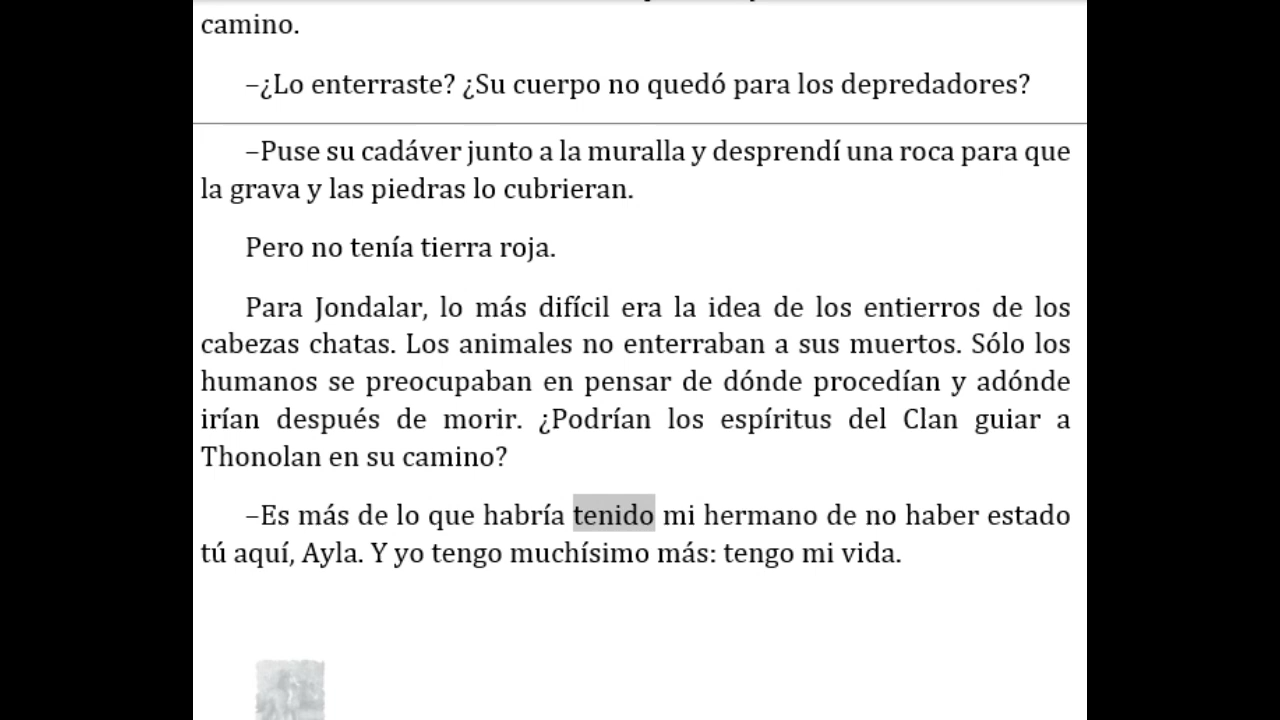 camino.
–¿Lo enterraste? ¿Su cuerpo no quedó para los depredadores?
–Puse su cadáver junto a la muralla y desprendí una roca para que
la grava y las piedras lo cubrieran.
Pero no tenía tierra roja.
Para Jondalar, lo más difícil era la idea de los entierros de los
cabezas chatas. Los animales no enterraban a sus muertos. Sólo los
humanos se preocupaban en pensar de dónde procedían y adónde
irían después de morir. ¿Podrían los espíritus del Clan guiar a
Thonolan en su camino?
–Es más de lo que habría tenido mi hermano de no haber estado
tú aquí, Ayla. Y yo tengo muchísimo más: tengo mi vida.